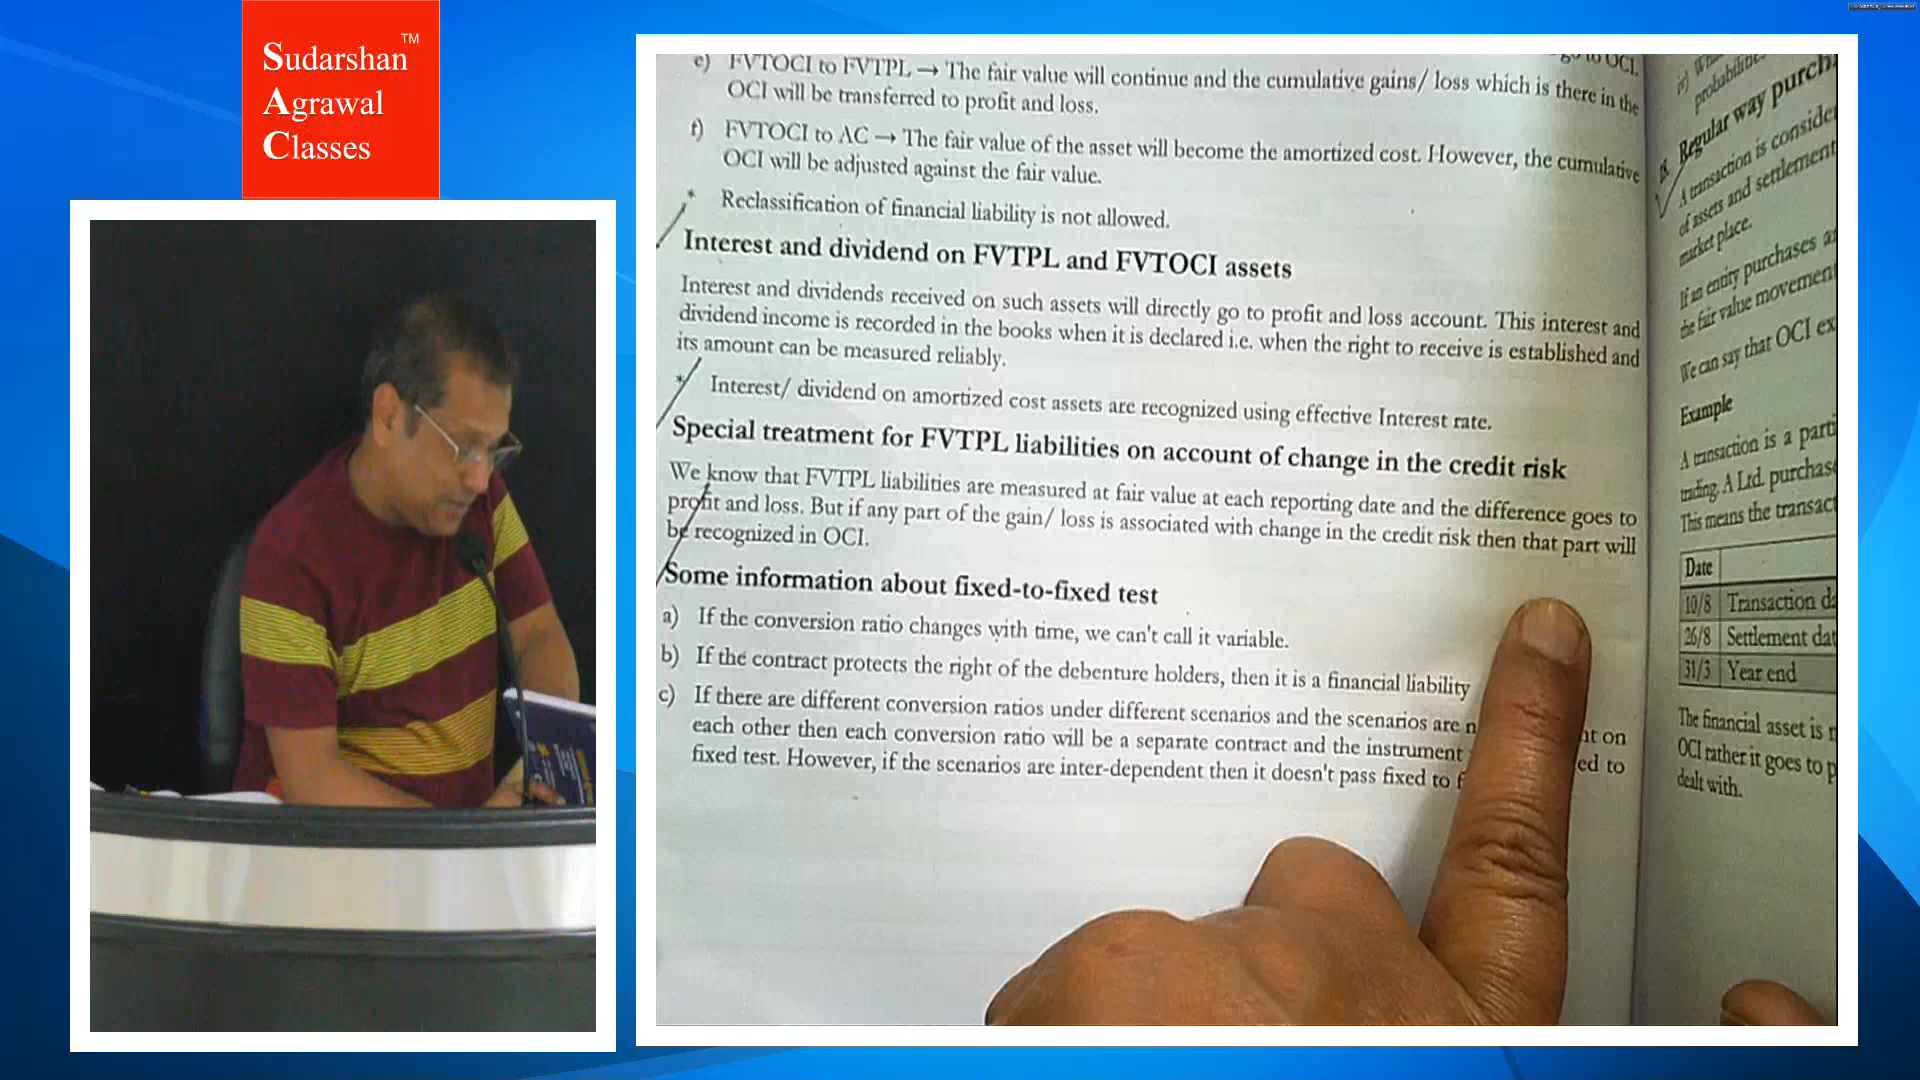 Sudarshan TM
Agrawal
Classes
go to OCI.
e) FVTOCI to FVTPL → The fair value will continue and the cumulative gains/ loss which is there in the
OCI will be transferred to profit and loss.
f) FVTOCI to AC → The fair value of the asset will become the amortized cost. However, the cumulative
OCI will be adjusted against the fair value.
* Reclassification of financial liability is not allowed.
Interest and dividend on FVTPL and FVTOCI assets
Interest and dividends received on such assets will directly go to profit and loss account. This interest and
dividend income is recorded in the books when it is declared i.e. when the right to receive is established and
its amount can be measured reliably.
* Interest/ dividend on amortized cost assets are recognized using effective Interest rate.
Special treatment for FVTPL liabilities on account of change in the credit risk
We know that FVTPL liabilities are measured at fair value at each reporting date and the difference goes to
profit and loss. But if any part of the gain/ loss is associated with change in the credit risk then that part will
be recognized in OCI.
Some information about fixed-to-fixed test
a) If the conversion ratio changes with time, we can't call it variable.
b) If the contract protects the right of the debenture holders, then it is a financial liability
c) If there are different conversion ratios under different scenarios and the scenarios are on
each other then each conversion ratio will be a separate contract and the instrument to
fixed test. However, if the scenarios are inter-dependent then it doesn't pass fixed to
18. Regular way
A transaction is
of assets and settlement
market place.
If an entity purchases
the fair value
We can say that OCI
Example
A transaction is a
trading. A Ltd.
This means the
Date
10/8 Transaction
26/8 Settlement
31/3 Year end
The financial asset is
OCI rather it goes to
dealt with.